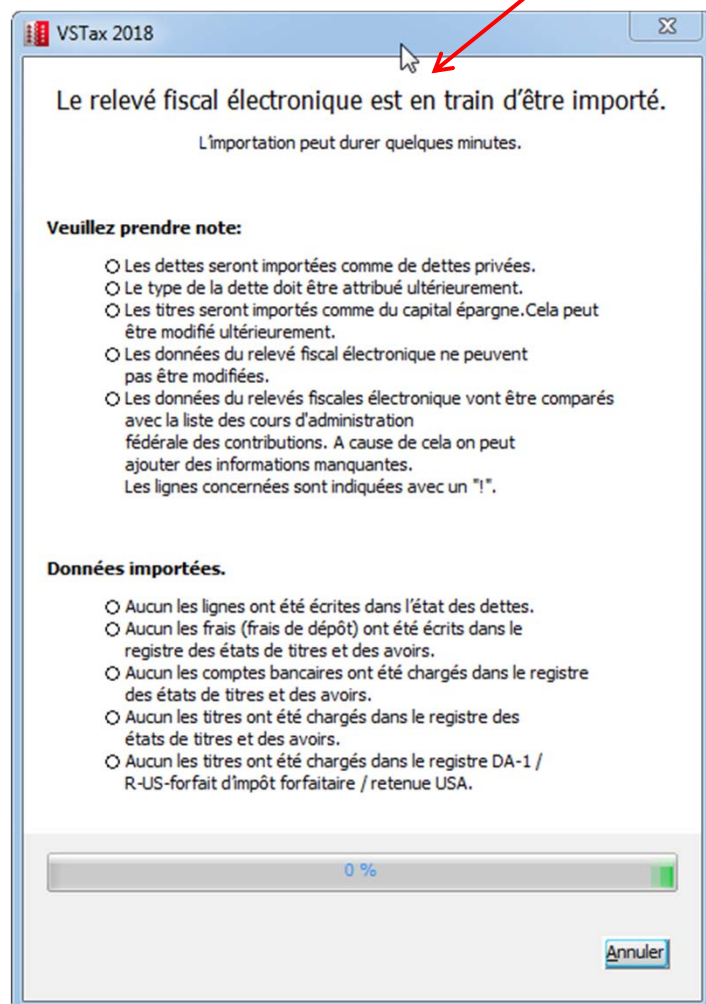 VSTax 2018
Le relevé fiscal électronique est en train d'être importé.
L'importation peut durer quelques minutes.
Veuillez prendre note:
Les dettes seront importées comme de dettes privées.
Le type de la dette doit être attribué ultérieurement.
Les titres seront importés comme du capital épargne.Cela peut
être modifié ultérieurement.
Les données du relevé fiscal électronique ne peuvent
pas être modifiées.
Les données du relevés fiscales électronique vont être comparés
avec la liste des cours d'administration
fédérale des contributions. A cause de cela on peut
ajouter des informations manquantes.
Les lignes concernées sont indiquées avec un "!".
Données importées.
Aucun les lignes ont été écrites dans l'état des dettes.
Aucun les frais (frais de dépôt) ont été écrits dans le
registre des états de titres et des avoirs.
Aucun les comptes bancaires ont été chargés dans le registre
des états de titres et des avoirs.
Aucun les titres ont été chargés dans le registre des
états de titres et des avoirs.
Aucun les titres ont été chargés dans le registre DA-1 /
R-US-forfait d'impôt forfaitaire / retenue USA.
0 %
Annuler